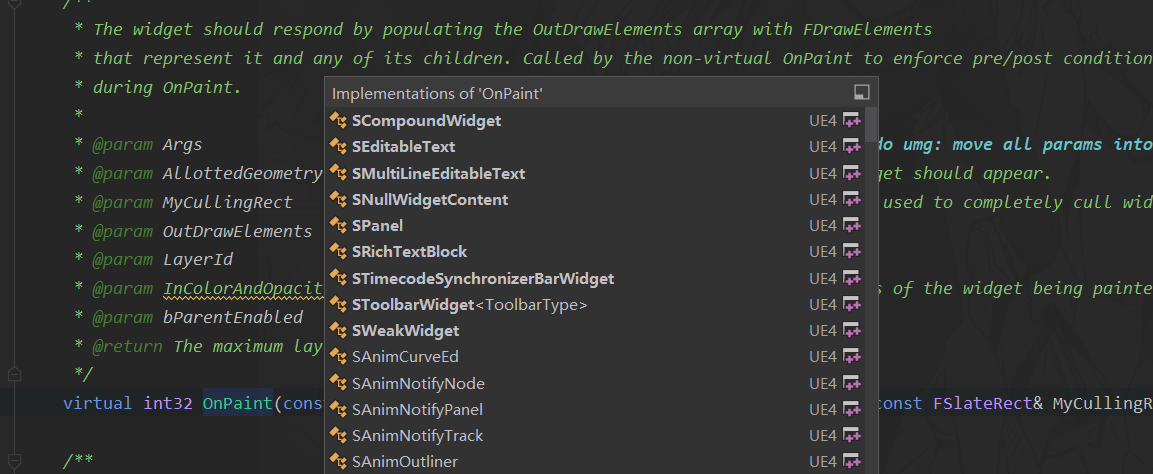 /**
* The widget should respond by populating the OutDrawElements array with FDrawElements
* that represent it and any of its children. Called by the non-virtual OnPaint to enforce pre/post condition
* during OnPaint.
*
* @param Args do umg: move all params into
* @param AllottedGeometry get should appear.
* @param MyCullingRect used to completely cull wid
* @param OutDrawElements
* @param LayerId
* @param InColorAndOpacit s of the widget being painte
* @param bParentEnabled
* @return The maximum lay
*/
virtual int32 OnPaint(cons const FSlateRect& MyCullingR
/**
Implementations of 'OnPaint'
SCompoundWidget UE4
SEditableText UE4
SMultiLineEditableText UE4
SNullWidgetContent UE4
SPanel UE4
SRichTextBlock UE4
STimecodeSynchronizerBarWidget UE4
SToolbarWidget<ToolbarType> UE4
SWeakWidget UE4
SAnimCurveEd UE4
SAnimNotifyNode UE4
SAnimNotifyPanel UE4
SAnimNotifyTrack UE4
SAnimOutliner UE4